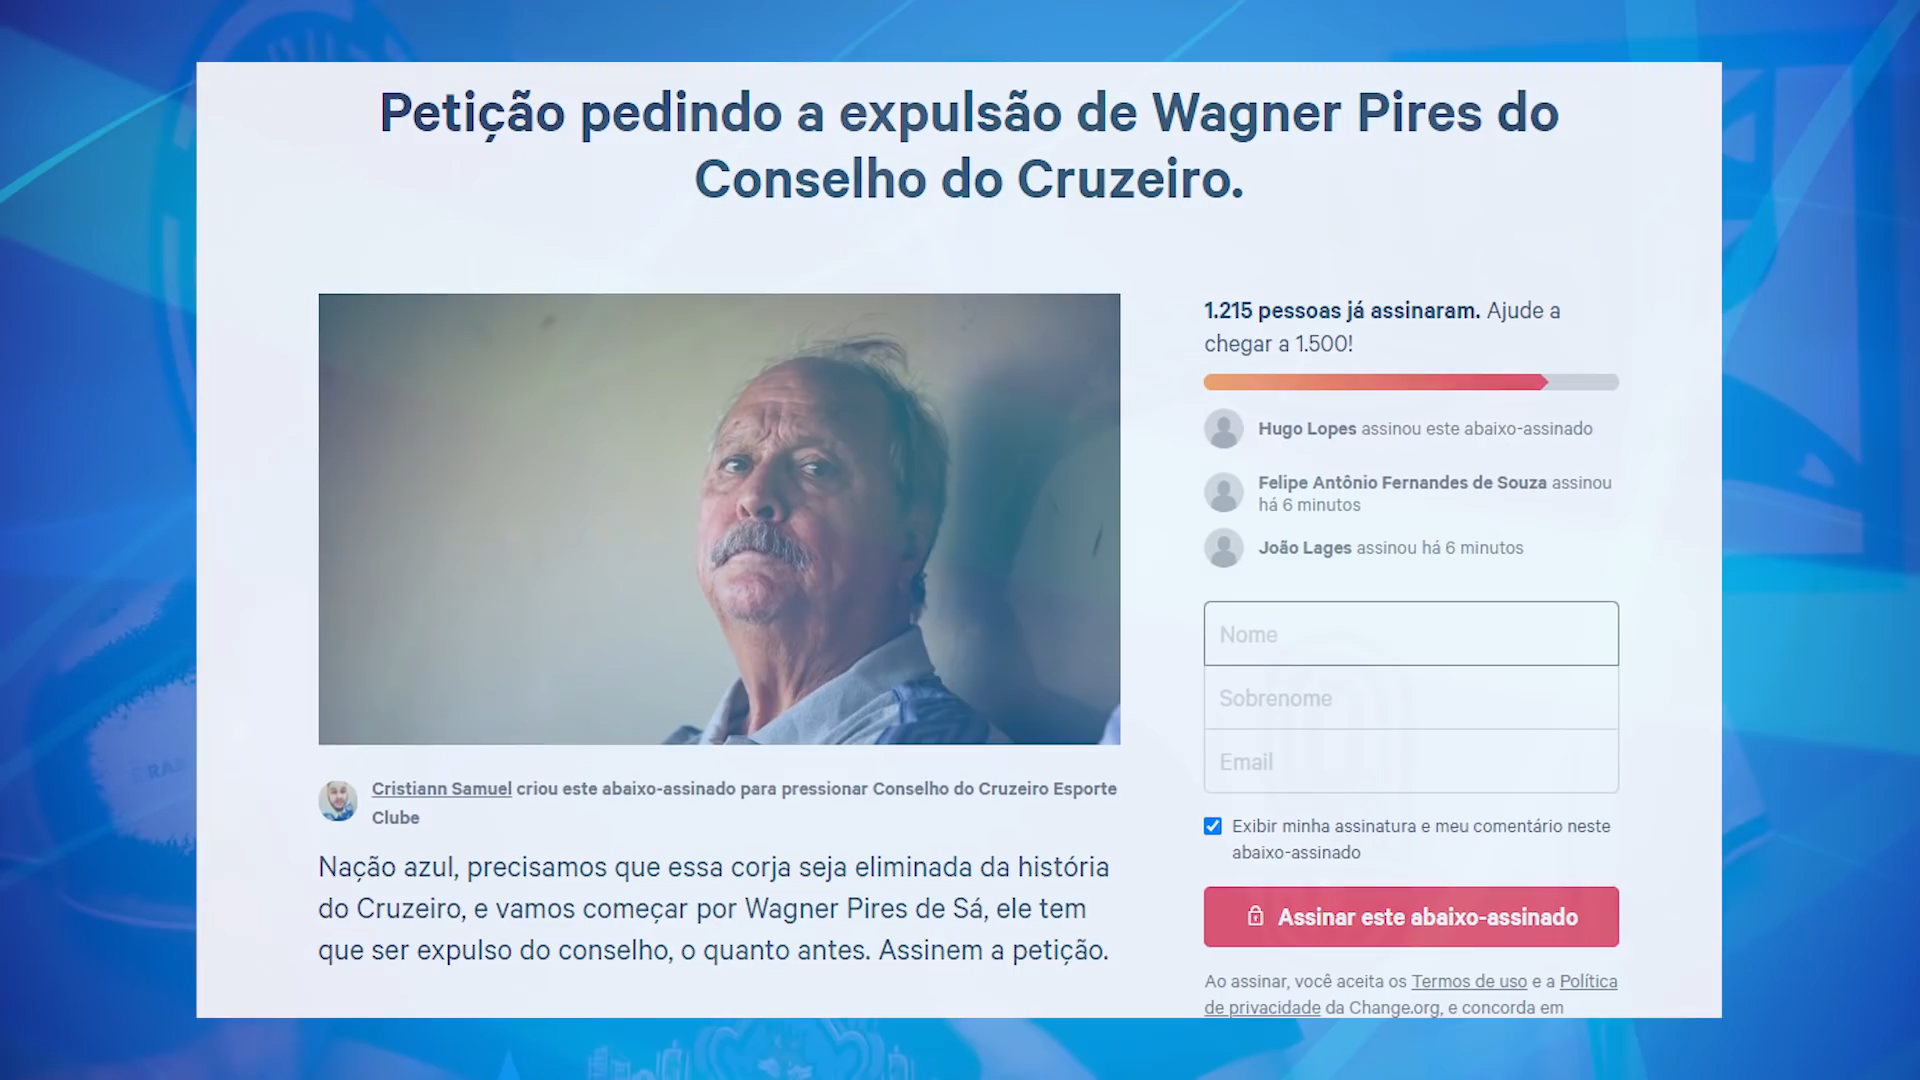 Petição pedindo a expulsão de Wagner Pires do
Conselho do Cruzeiro.
1.215 pessoas já assinaram. Ajude a
chegar a 1.500!
Hugo Lopes assinou este abaixo-assinado
Felipe Antônio Fernandes de Souza assinou
há 6 minutos
João Lages assinou há 6 minutos
Nome
Sobrenome
Email
Exibir minha assinatura e meu comentário neste
abaixo-assinado
Assinar este abaixo-assinado
Ao assinar, você aceita os Termos de uso e a Política
de privacidade da Change.org, e concorda em
Cristiann Samuel criou este abaixo-assinado para pressionar Conselho do Cruzeiro Esporte
Clube
Nação azul, precisamos que essa corja seja eliminada da história
do Cruzeiro, e vamos começar por Wagner Pires de Sá, ele tem
que ser expulso do conselho, o quanto antes. Assinem a petição.